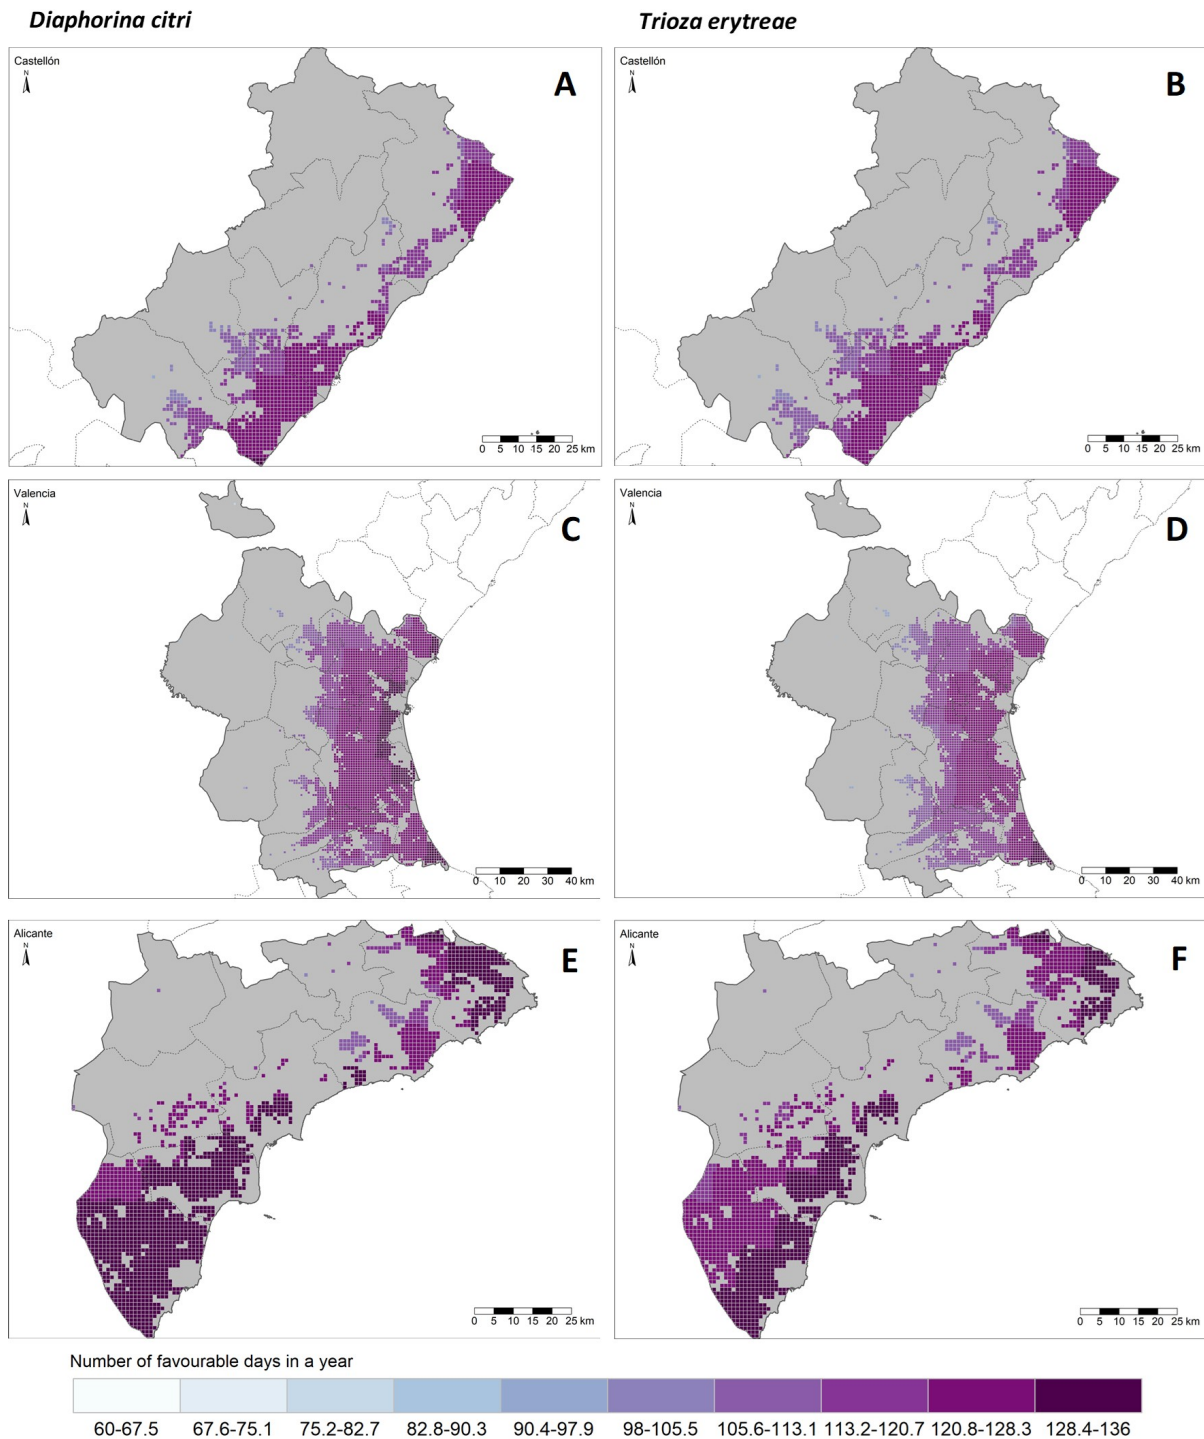 Diaphorina citri
Trioza erytreae
Castellón
N
A
0 5 10 15 20 25 km
Castellón
N
B
0 5 10 15 20 25 km
Valencia
N
C
0 10 20 30 40 km
Valencia
N
D
0 10 20 30 40 km
Alicante
N
E
0 5 10 15 20 25 km
Alicante
N
F
0 5 10 15 20 25 km
Number of favourable days in a year
60-67.5 67.6-75.1 75.2-82.7 82.8-90.3 90.4-97.9 98-105.5 105.6-113.1 113.2-120.7 120.8-128.3 128.4-136